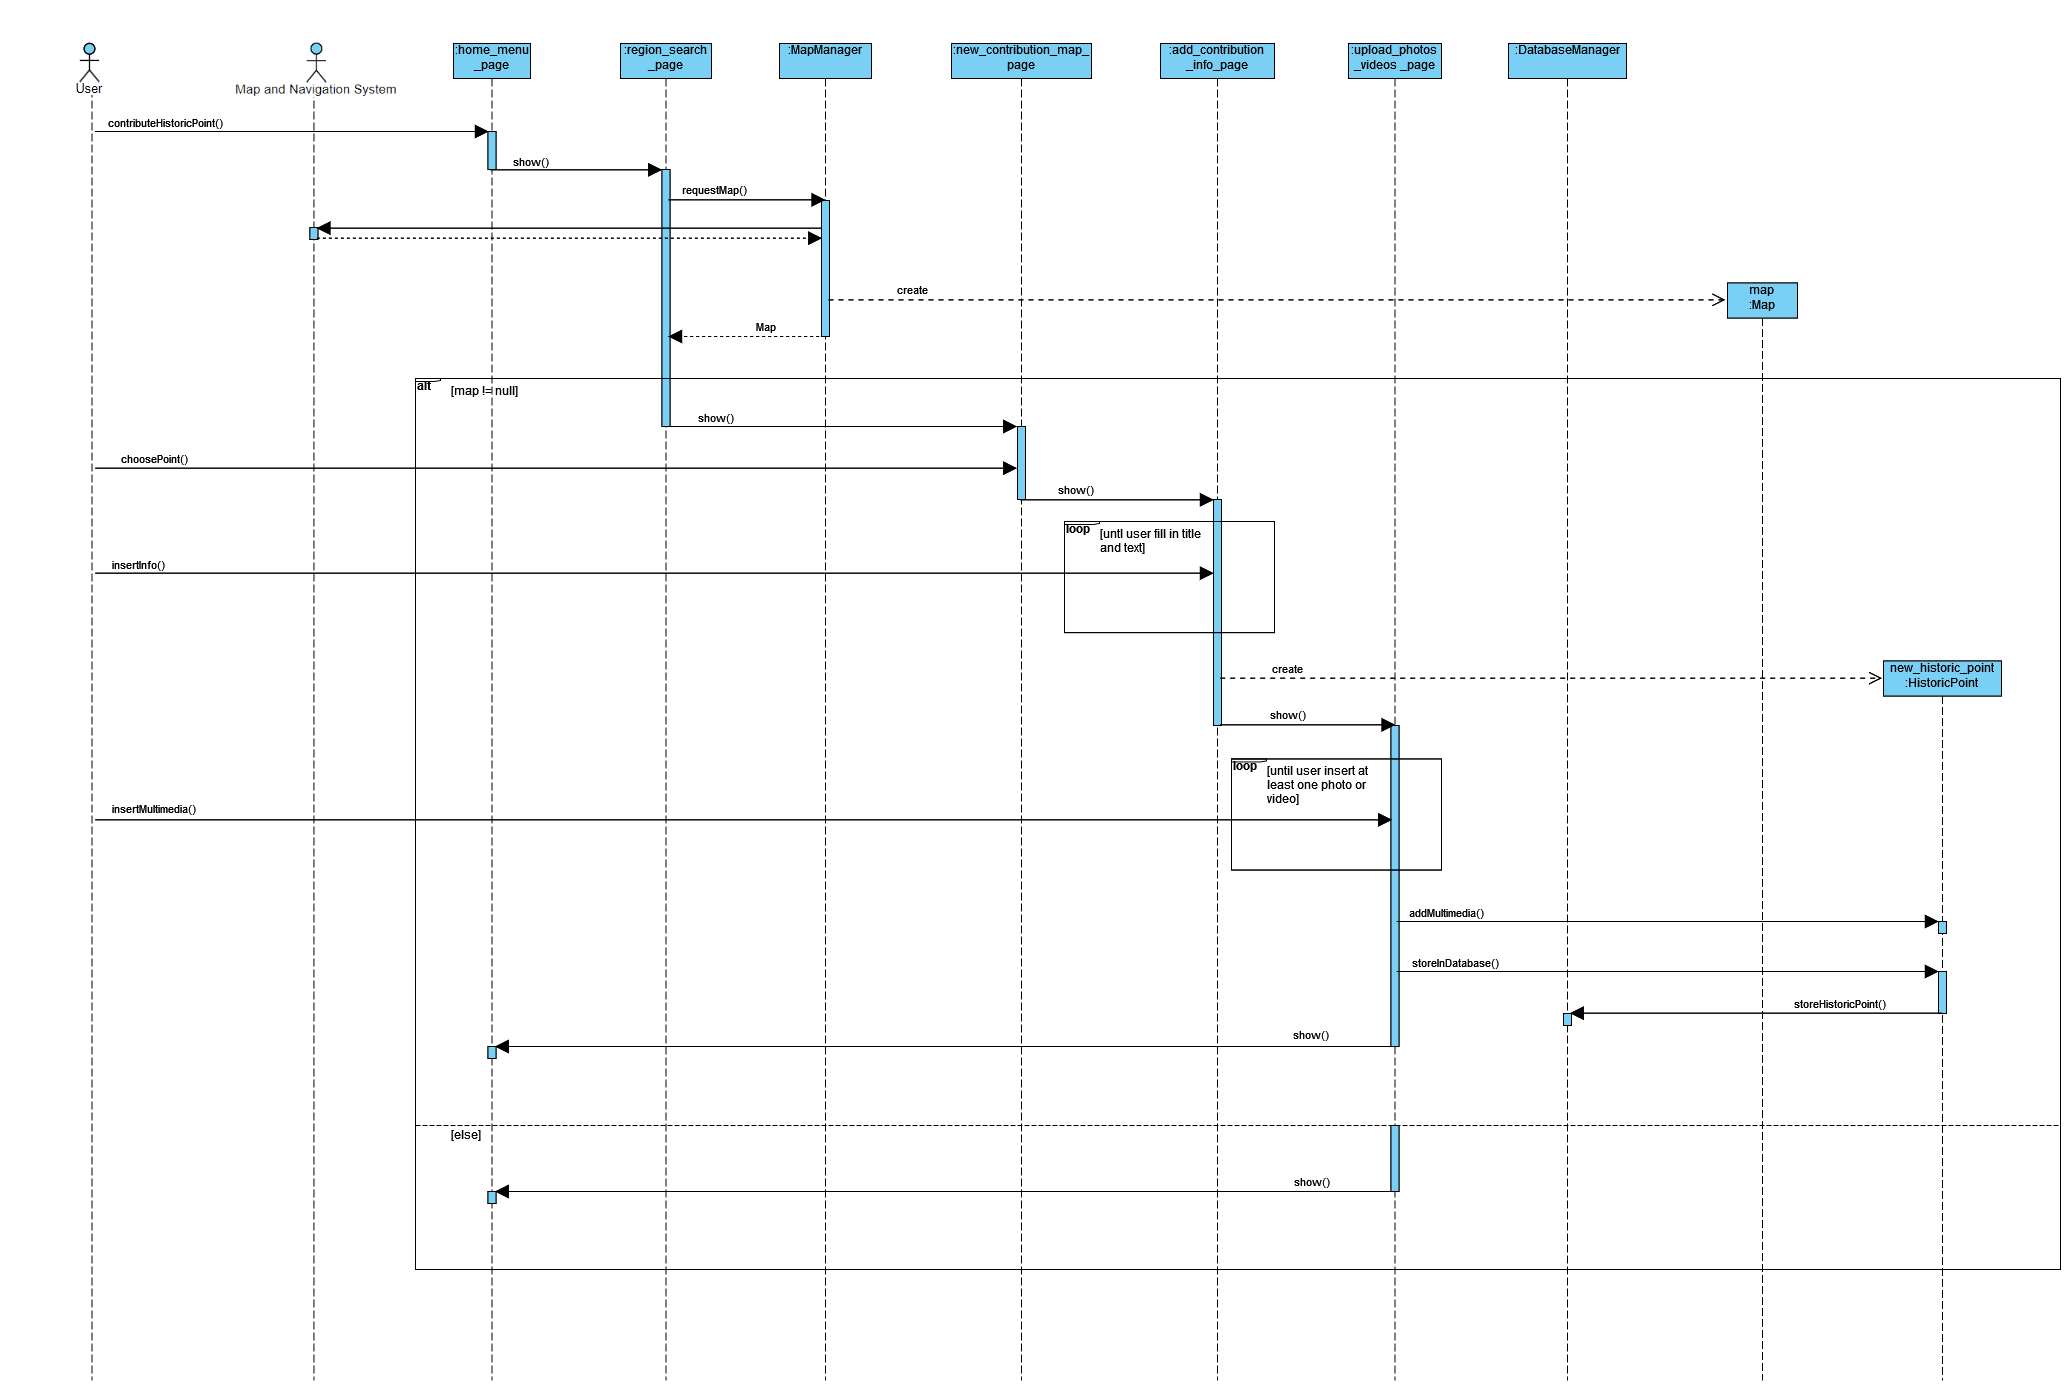 :home_menu
_page
:region_search
_page
:MapManager
:new_contribution_map_
page
:add_contribution
_info_page
:upload_photos
_videos _page
:DatabaseManager
User
Map and Navigation System
contributeHistoricPoint()
show()
requestMap()
create
map
:Map
Map
alt
[map != null]
show()
choosePoint()
show()
loop
[untl user fill in title
and text]
insertInfo()
create
new_historic_point
:HistoricPoint
show()
loop
[until user insert at
least one photo or
video]
insertMultimedia()
addMultimedia()
storeInDatabase()
storeHistoricPoint()
show()
[else]
show()